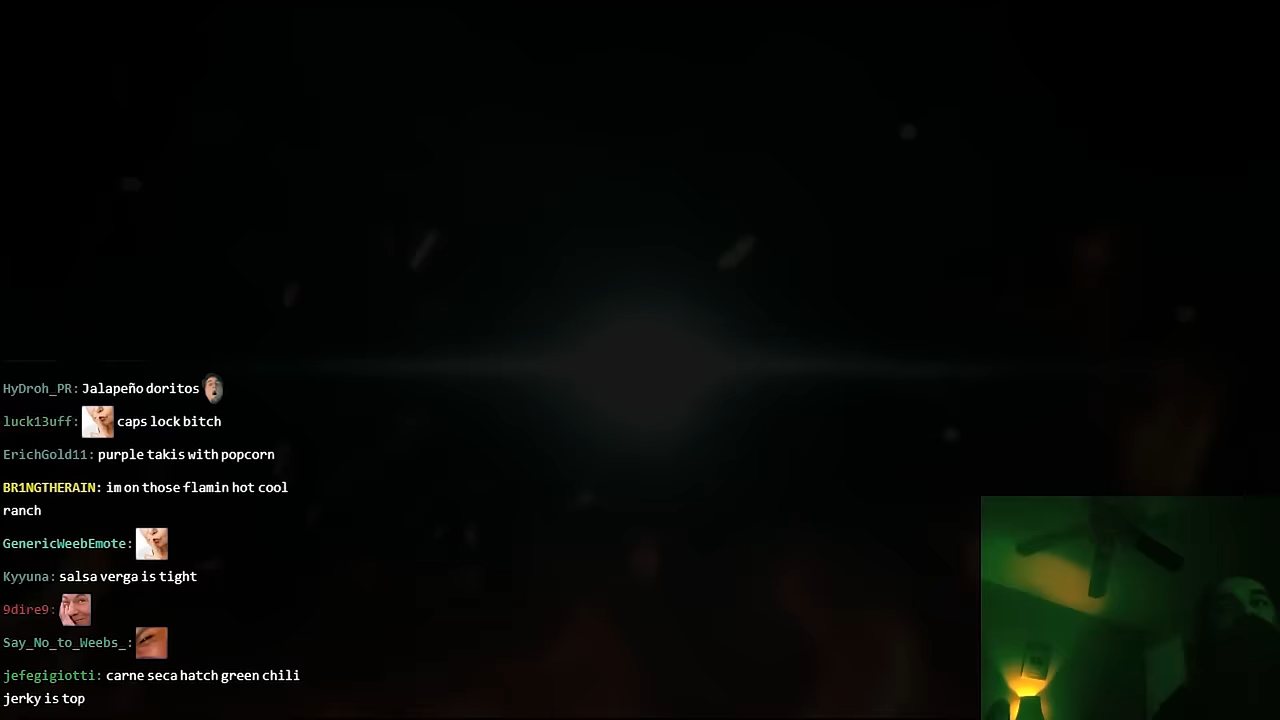 HyDroh_PR: Jalapeño doritos
luck13uff: caps lock bitch
ErichGold11: purple takis with popcorn
BR1NGTHERAIN: im on those flamin hot cool
ranch
GenericWeebEmote:
Kyyuna: salsa verga is tight
9dire9:
Say_No_to_Weebs_:
jefegigiotti: carne seca hatch green chili
jerky is top